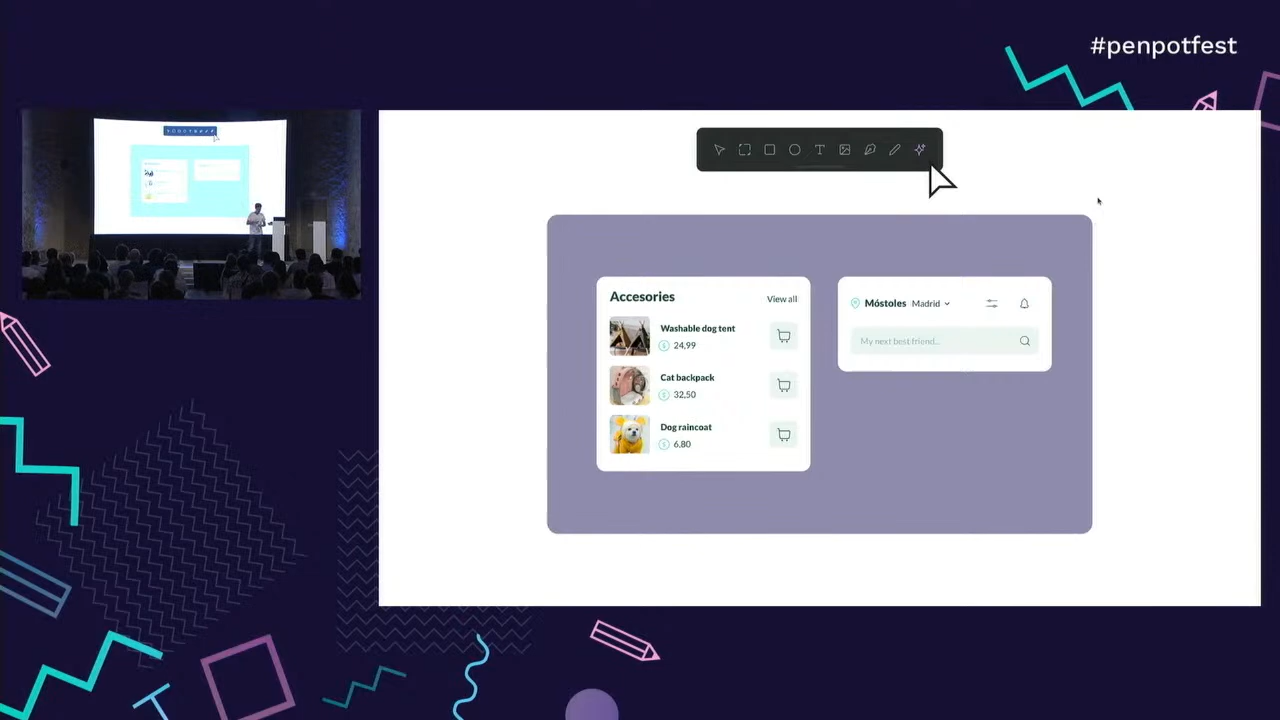 #penpotfest
Accesories
View all
Washable dog tent
24,99
Cat backpack
32,50
Dog raincoat
6,80
Móstoles Madrid
My next best friend...